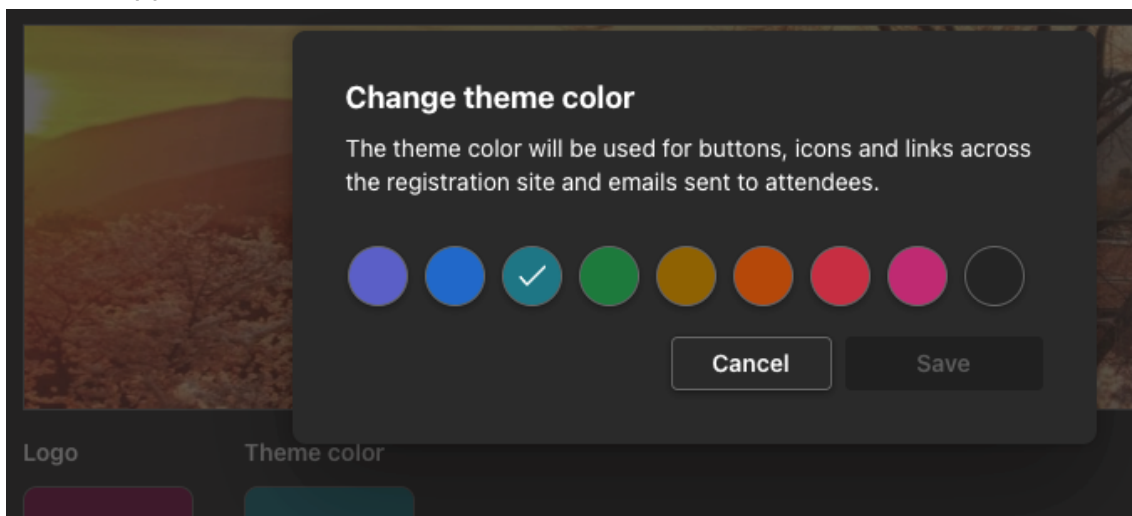 Change theme color
The theme color will be used for buttons, icons and links across
the registration site and emails sent to attendees.
Cancel
Save
Logo
Theme color